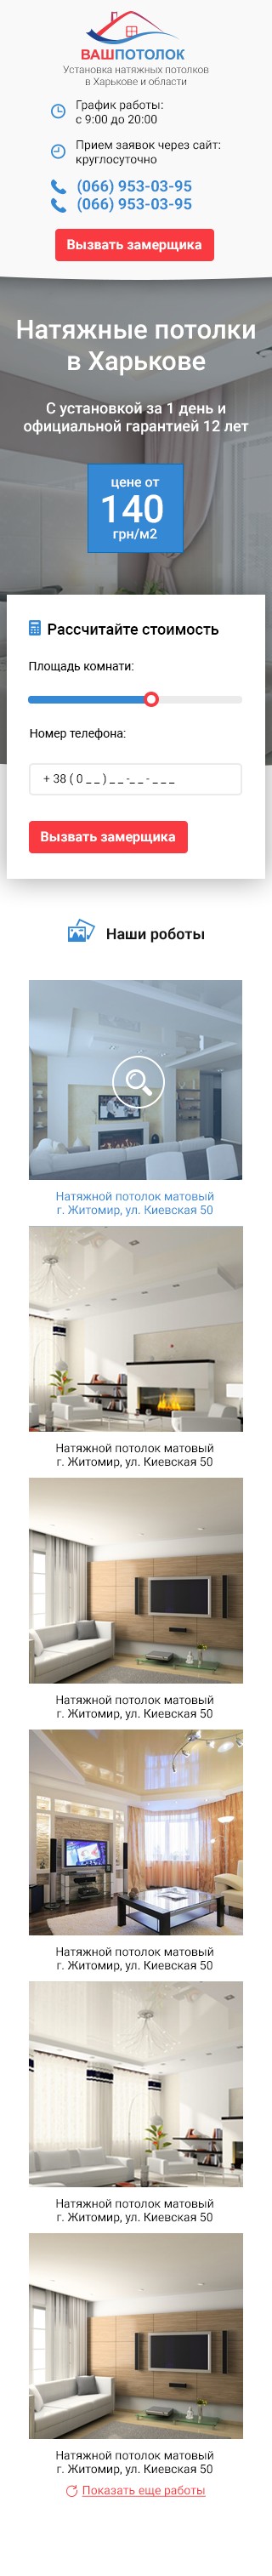 ВАШПОТОЛОК
Установка натяжных потолков
в Харькове и области
График работы:
с 9:00 до 20:00
Прием заявок через сайт:
круглосуточно
(066) 953-03-95
(066) 953-03-95
Вызвать замерщика
Натяжные потолки
в Харькове
С установкой за 1 день и
официальной гарантией 12 лет
цене от
140
грн/м2
Рассчитайте стоимость
Площадь комнати:
Номер телефона:
+ 38 ( 0 _ _ ) _ _ -_ _ - _ _ _
Вызвать замерщика
Наши роботы
Натяжной потолок матовый
г. Житомир, ул. Киевская 50
Натяжной потолок матовый
г. Житомир, ул. Киевская 50
Натяжной потолок матовый
г. Житомир, ул. Киевская 50
Натяжной потолок матовый
г. Житомир, ул. Киевская 50
Натяжной потолок матовый
г. Житомир, ул. Киевская 50
Натяжной потолок матовый
г. Житомир, ул. Киевская 50
Показать еще работы